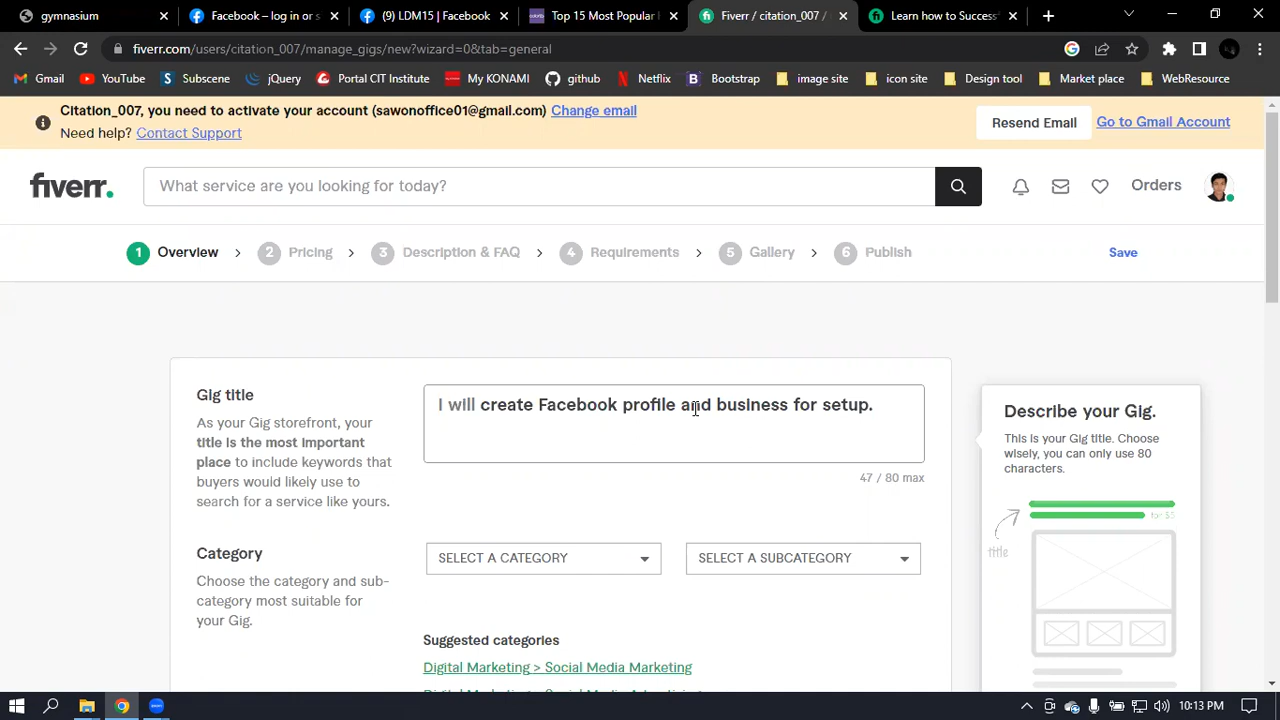 gymnasium
Facebook – log in or s
(9) LDM15 | Facebook
Top 15 Most Popular
Fiverr / citation_007 /
Learn how to Success
fiverr.com/users/citation_007/manage_gigs/new?wizard=0&tab=general
Gmail
YouTube
Subscene
jQuery
Portal CIT Institute
My KONAMI
github
Netflix
Bootstrap
image site
icon site
Design tool
Market place
WebResource
Citation_007, you need to activate your account (sawonoffice01@gmail.com) Change email
Need help? Contact Support
Resend Email
Go to Gmail Account
fiverr.
What service are you looking for today?
Orders
1 Overview
2 Pricing
3 Description & FAQ
4 Requirements
5 Gallery
6 Publish
Save
Gig title
As your Gig storefront, your
title is the most important
place to include keywords that
buyers would likely use to
search for a service like yours.
I will create Facebook profile and business for setup.
47 / 80 max
Category
Choose the category and sub-
category most suitable for
your Gig.
SELECT A CATEGORY
SELECT A SUBCATEGORY
Suggested categories
Digital Marketing > Social Media Marketing
Describe your Gig.
This is your Gig title. Choose
wisely, you can only use 80
characters.
for $5
title
10:13 PM